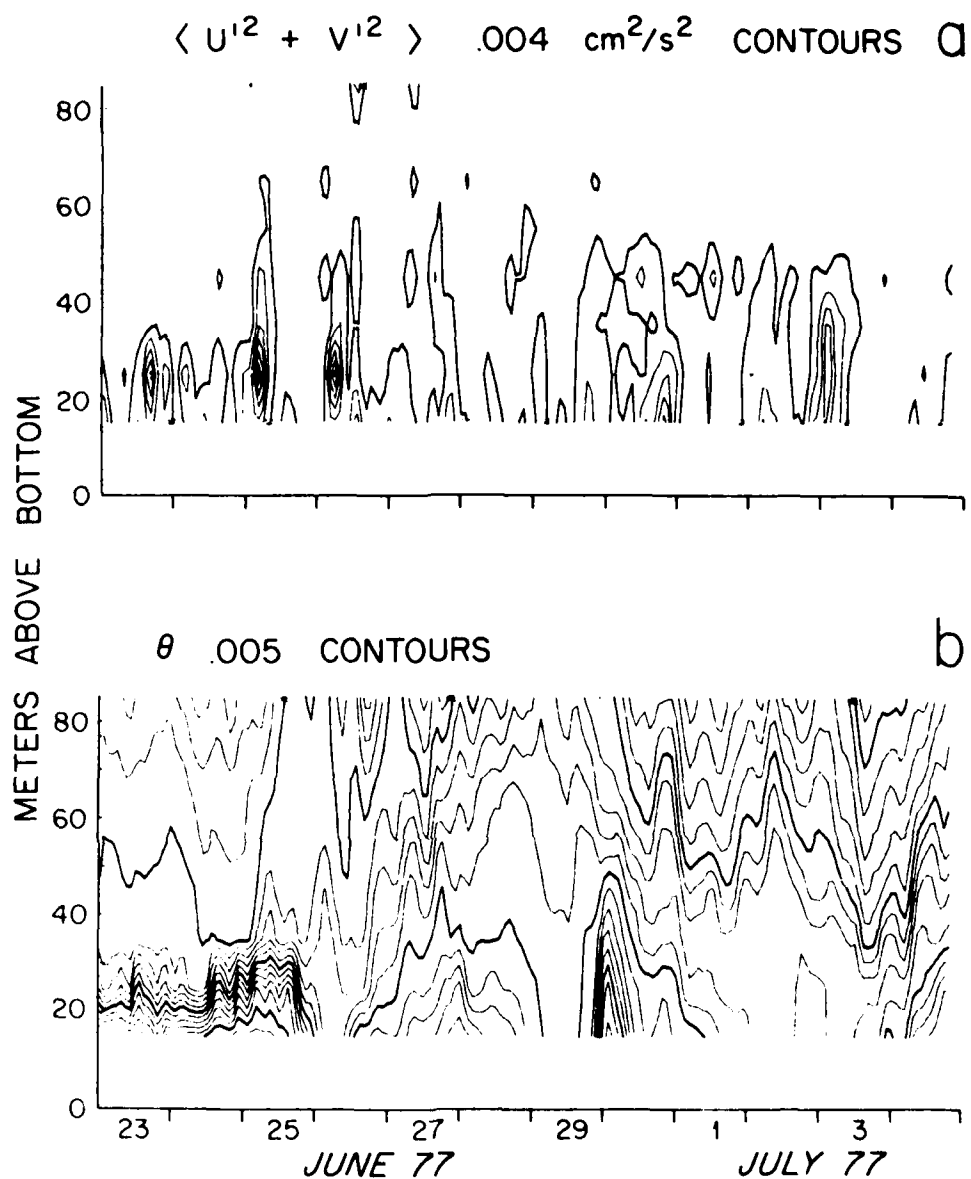 ⟨ U'² + V'² ⟩ .004 cm²/s² CONTOURS a
80
60
40
20
0
METERS ABOVE BOTTOM
θ .005 CONTOURS b
80
60
40
20
0
23 25 27 29 1 3
JUNE 77 JULY 77